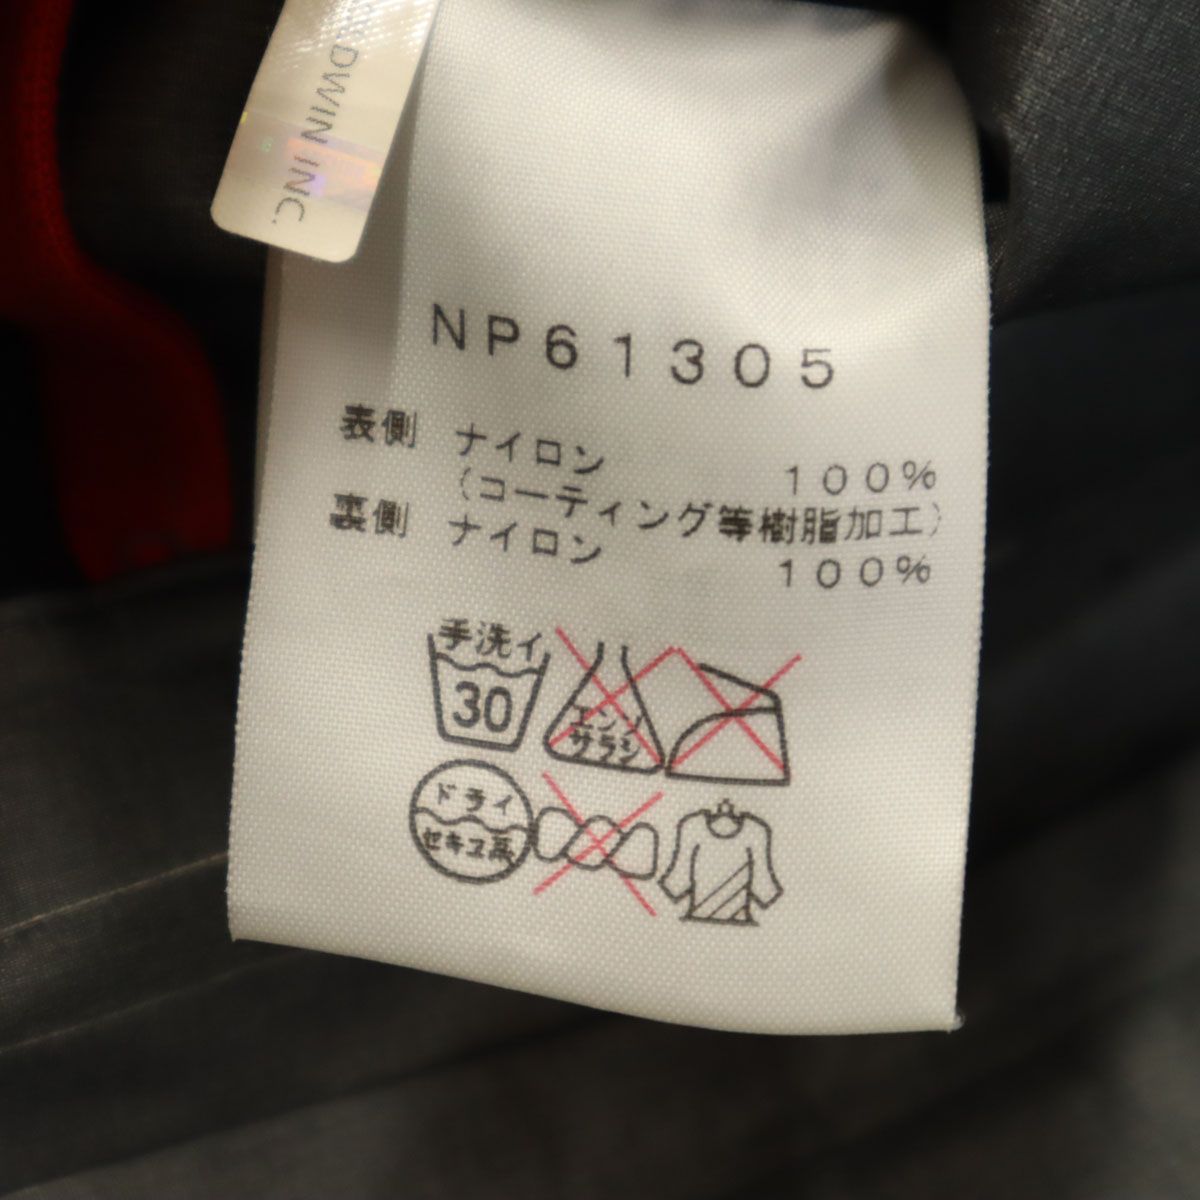 DWIN INC.
NP61305
表側 ナイロン 100%
(コーティング等樹脂加工)
裏側 ナイロン 100%
手洗イ
30
エンソ
サラシ
ドライ
セキユ系